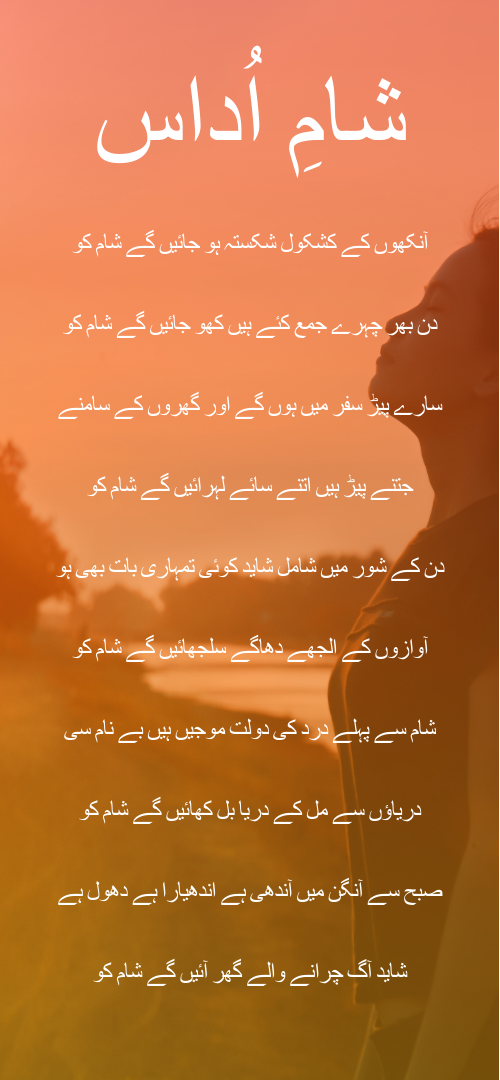 شامِ اُداس
آنکھوں کے کشکول شکستہ ہو جائیں گے شام کو
دن بھر چہرے جمع کئے ہیں کھو جائیں گے شام کو
سارے پیڑ سفر میں ہوں گے اور گھروں کے سامنے
جتنے پیڑ ہیں اتنے سائے لہرائیں گے شام کو
دن کے شور میں شامل شاید کوئی تمہاری بات بھی ہو
آوازوں کے الجھے دھاگے سلجھائیں گے شام کو
شام سے پہلے درد کی دولت موجیں ہیں بے نام سی
دریاؤں سے مل کے دریا بل کھائیں گے شام کو
صبح سے آنگن میں آندھی ہے اندھیارا ہے دھول ہے
شاید آگ چرانے والے گھر آئیں گے شام کو